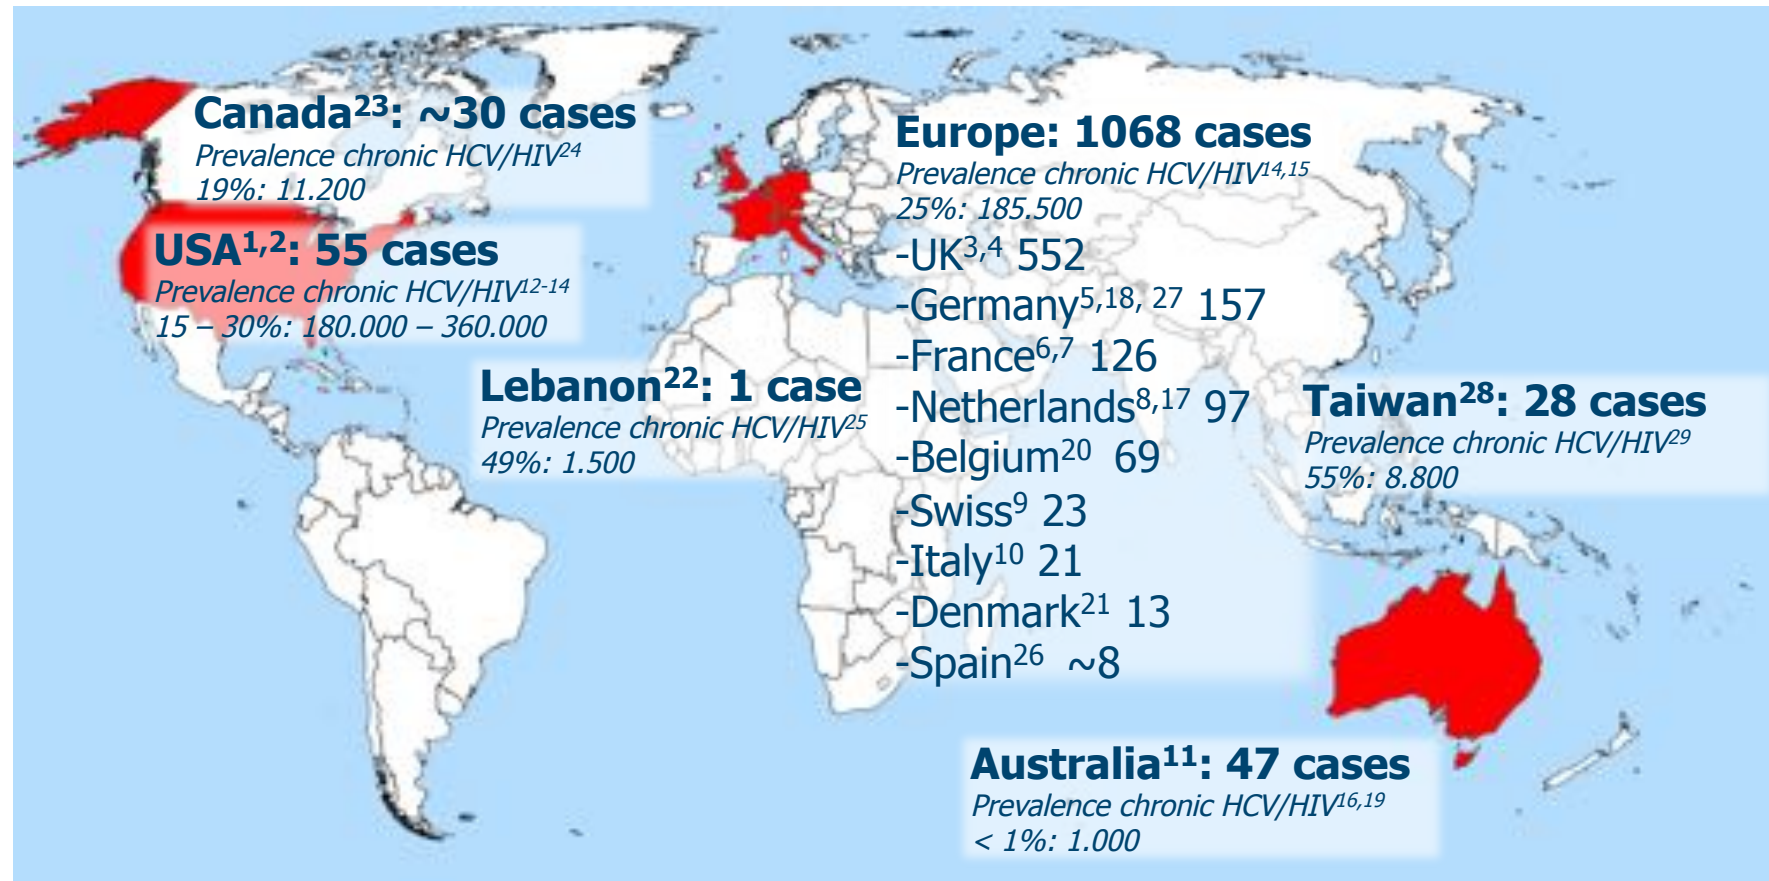 Canada23: ~30 cases
Prevalence chronic HCV/HIV24
19%: 11.200
USA1,2: 55 cases
Prevalence chronic HCV/HIV12-14
15 – 30%: 180.000 – 360.000
Lebanon22: 1 case
Prevalence chronic HCV/HIV25
49%: 1.500
Europe: 1068 cases
Prevalence chronic HCV/HIV14,15
25%: 185.500
-UK3,4 552
-Germany5,18, 27 157
-France6,7 126
-Netherlands8,17 97
-Belgium20 69
-Swiss9 23
-Italy10 21
-Denmark21 13
-Spain26 ~8
Taiwan28: 28 cases
Prevalence chronic HCV/HIV29
55%: 8.800
Australia11: 47 cases
Prevalence chronic HCV/HIV16,19
< 1%: 1.000